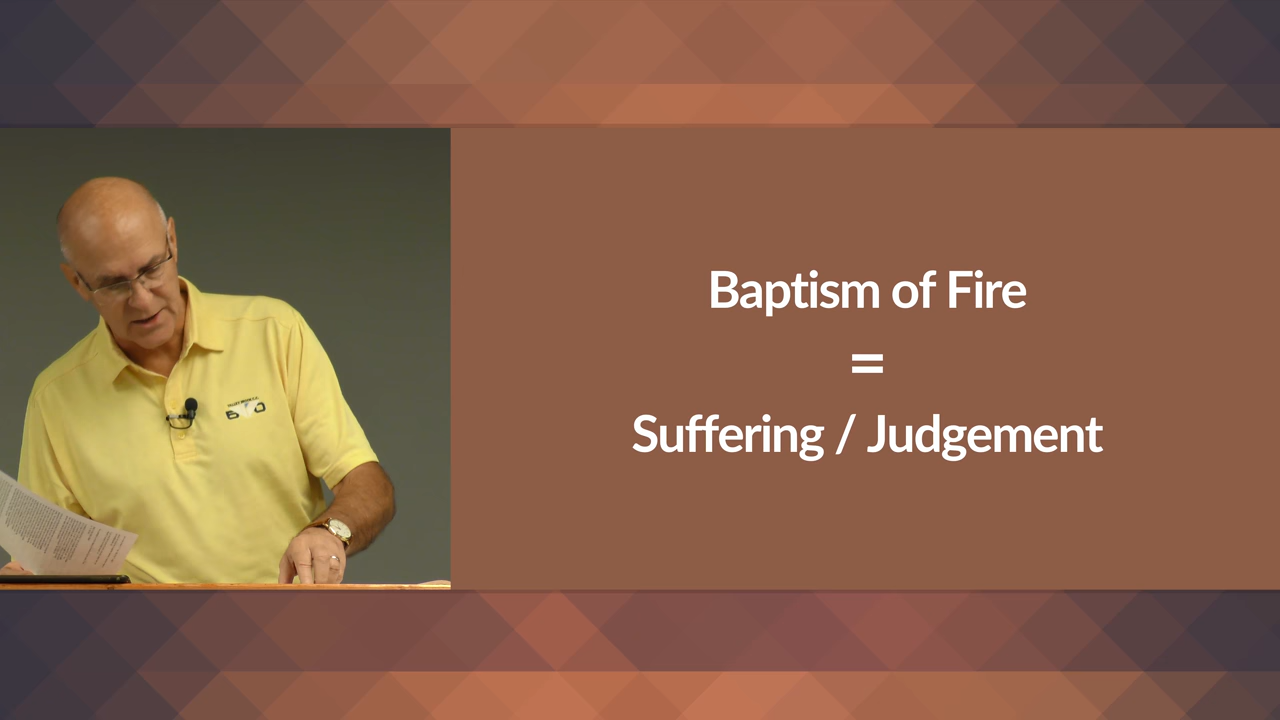 Baptism of Fire
=
Suffering / Judgement